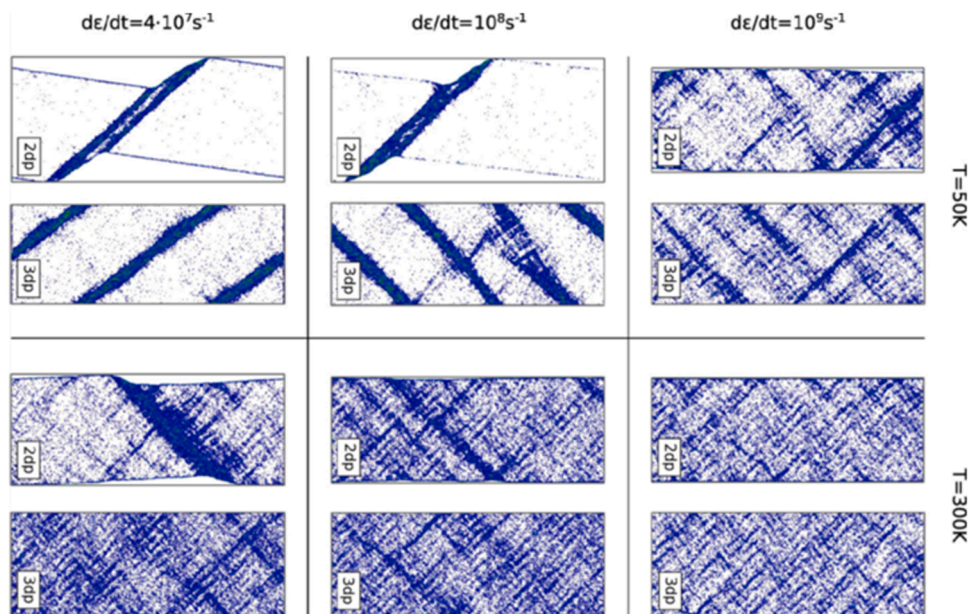 dε/dt=4·10⁷s⁻¹ dε/dt=10⁸s⁻¹ dε/dt=10⁹s⁻¹
2dp 2dp 2dp
T=50K
3dp 3dp 3dp
2dp 2dp 2dp
T=300K
3dp 3dp 3dp